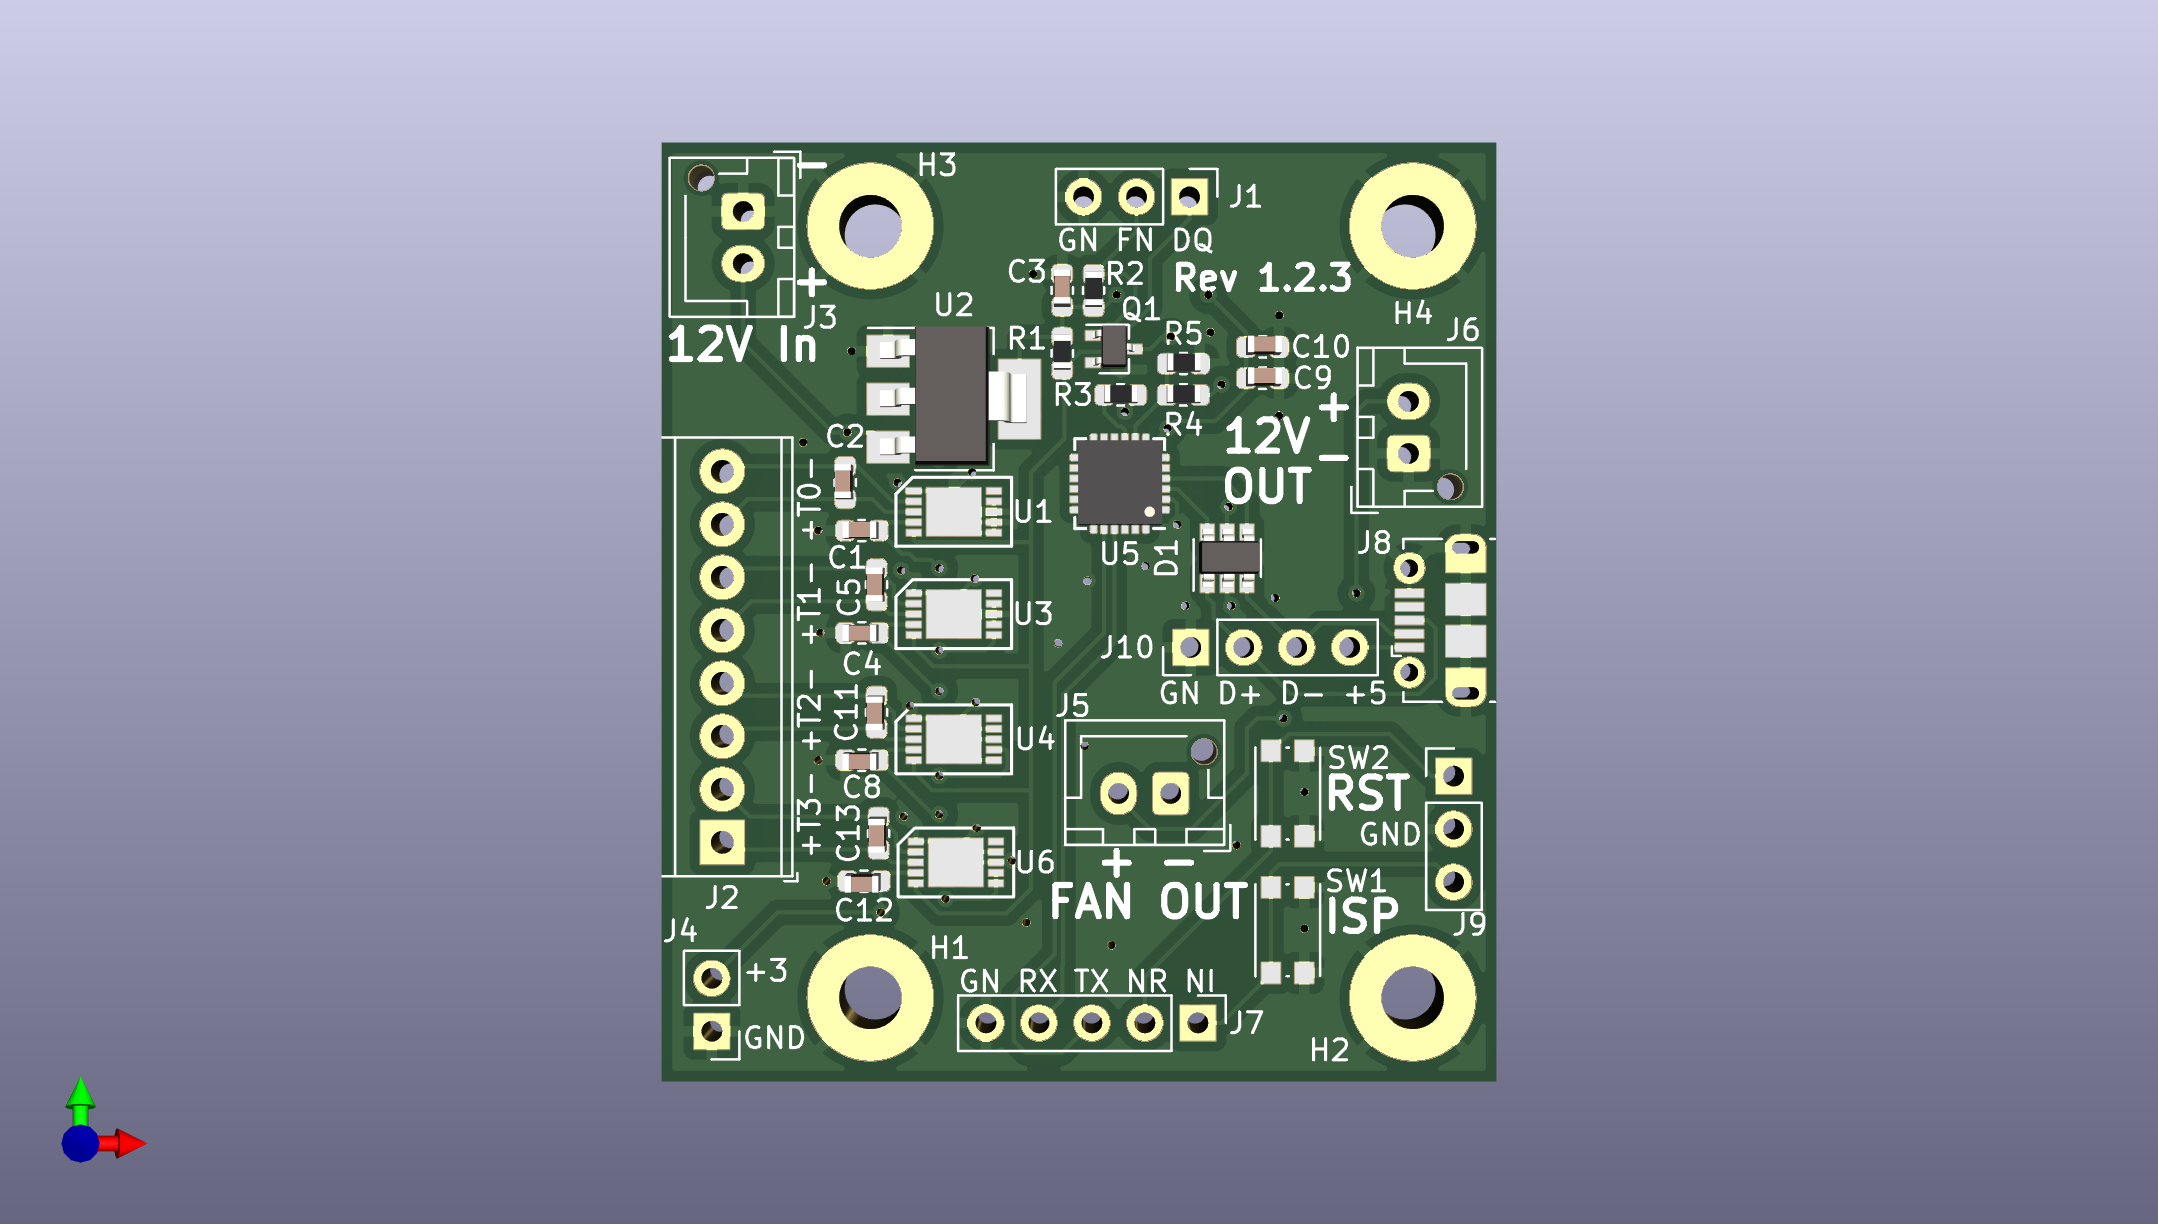 H3
J1
GN FN DQ
C3
R2
Rev 1.2.3
U2
Q1
J3
12V In
H4
J6
R1
R5
C10
R3
C9
R4
C2
12V
OUT
+
-
+
-
U1
U5
D1
J8
+T0-
C1
+T1-
C5
U3
C4
J10
GN D+ D- +5
+T2-
C11
U4
J5
C8
SW2
RST
GND
+T3-
C13
U6
+ -
FAN OUT
SW1
ISP
J9
J2
C12
J4
+3
GND
H1
GN RX TX NR NI
J7
H2